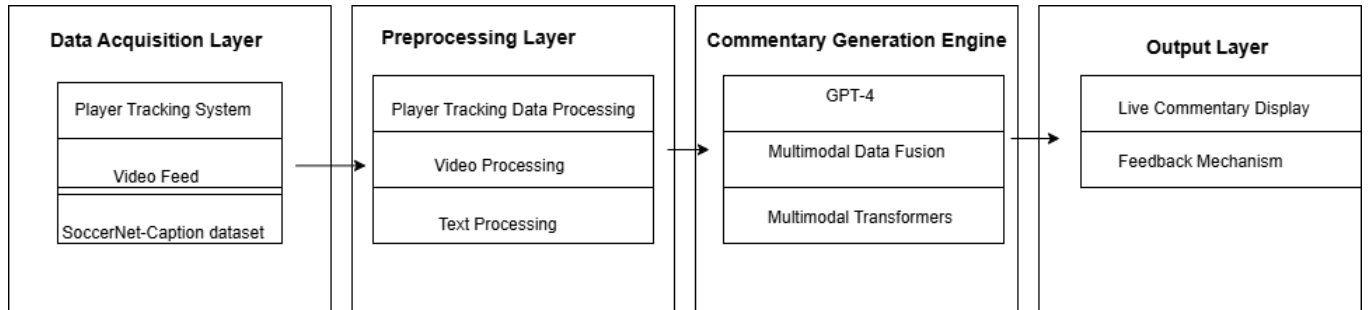 Data Acquisition Layer
Player Tracking System
Video Feed
SoccerNet-Caption dataset
Preprocessing Layer
Player Tracking Data Processing
Video Processing
Text Processing
Commentary Generation Engine
GPT-4
Multimodal Data Fusion
Multimodal Transformers
Output Layer
Live Commentary Display
Feedback Mechanism